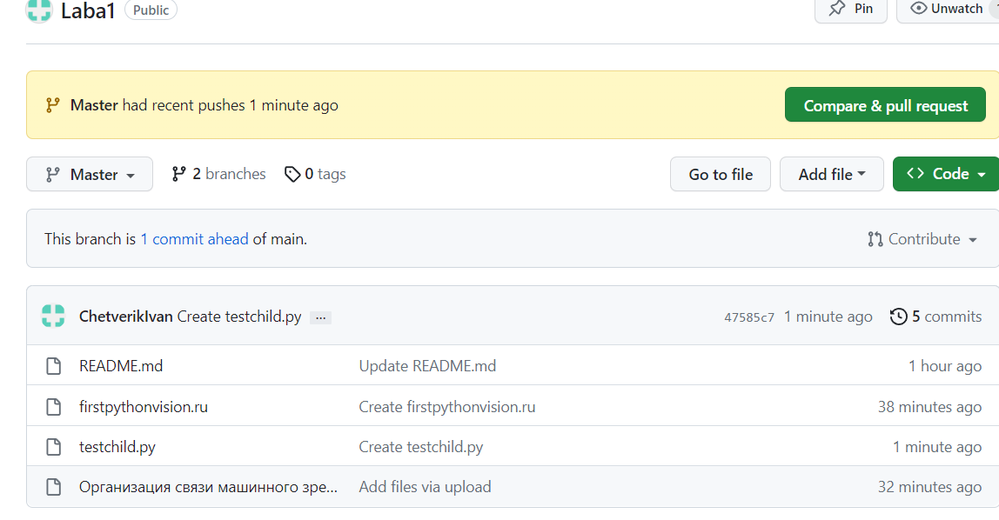 Laba1 Public Pin Unwatch
Master had recent pushes 1 minute ago Compare & pull request
Master 2 branches 0 tags Go to file Add file Code
This branch is 1 commit ahead of main. Contribute
ChetverikIvan Create testchild.py ... 47585c7 1 minute ago 5 commits
README.md Update README.md 1 hour ago
firstpythonvision.ru Create firstpythonvision.ru 38 minutes ago
testchild.py Create testchild.py 1 minute ago
Организация связи машинного зре... Add files via upload 32 minutes ago